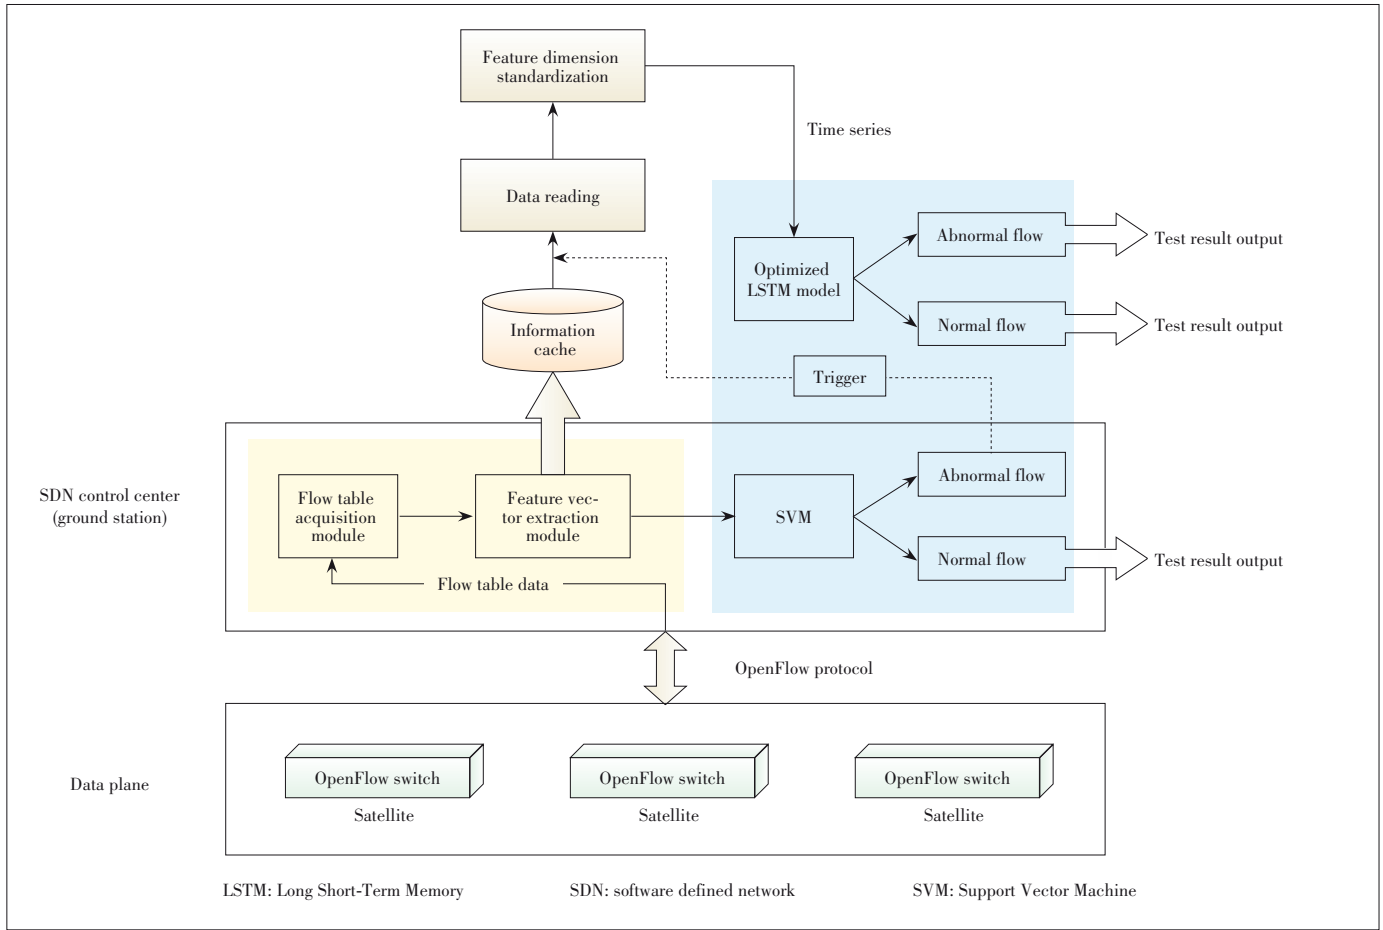 Feature dimension
standardization
Time series
Data reading
Abnormal flow
Test result output
Optimized
LSTM model
Normal flow
Test result output
Information
cache
Trigger
SDN control center
(ground station)
Flow table
acquisition
module
Feature vec-
tor extraction
module
SVM
Abnormal flow
Normal flow
Test result output
Flow table data
OpenFlow protocol
Data plane
OpenFlow switch
Satellite
OpenFlow switch
Satellite
OpenFlow switch
Satellite
LSTM: Long Short-Term Memory
SDN: software defined network
SVM: Support Vector Machine